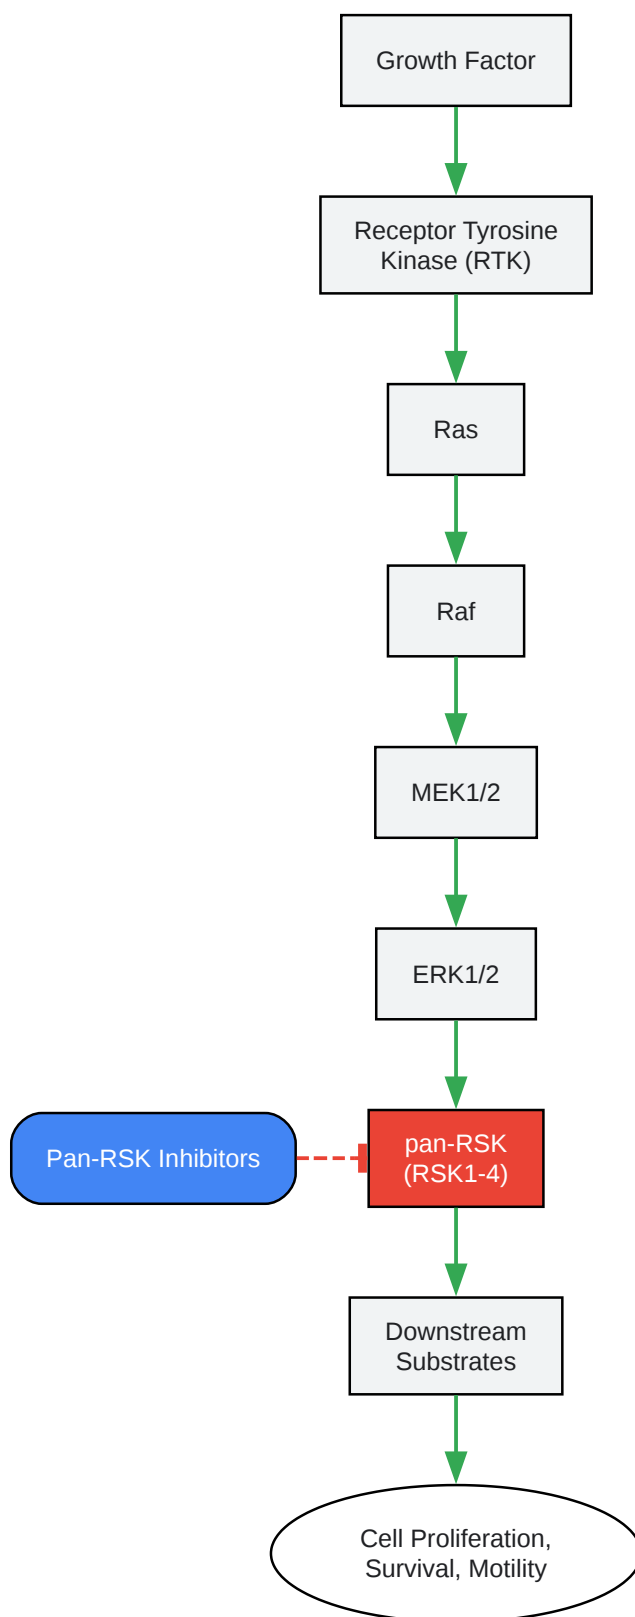 Growth Factor
Receptor Tyrosine
Kinase (RTK)
Ras
Raf
MEK1/2
ERK1/2
Pan-RSK Inhibitors
pan-RSK
(RSK1-4)
Downstream
Substrates
Cell Proliferation,
Survival, Motility